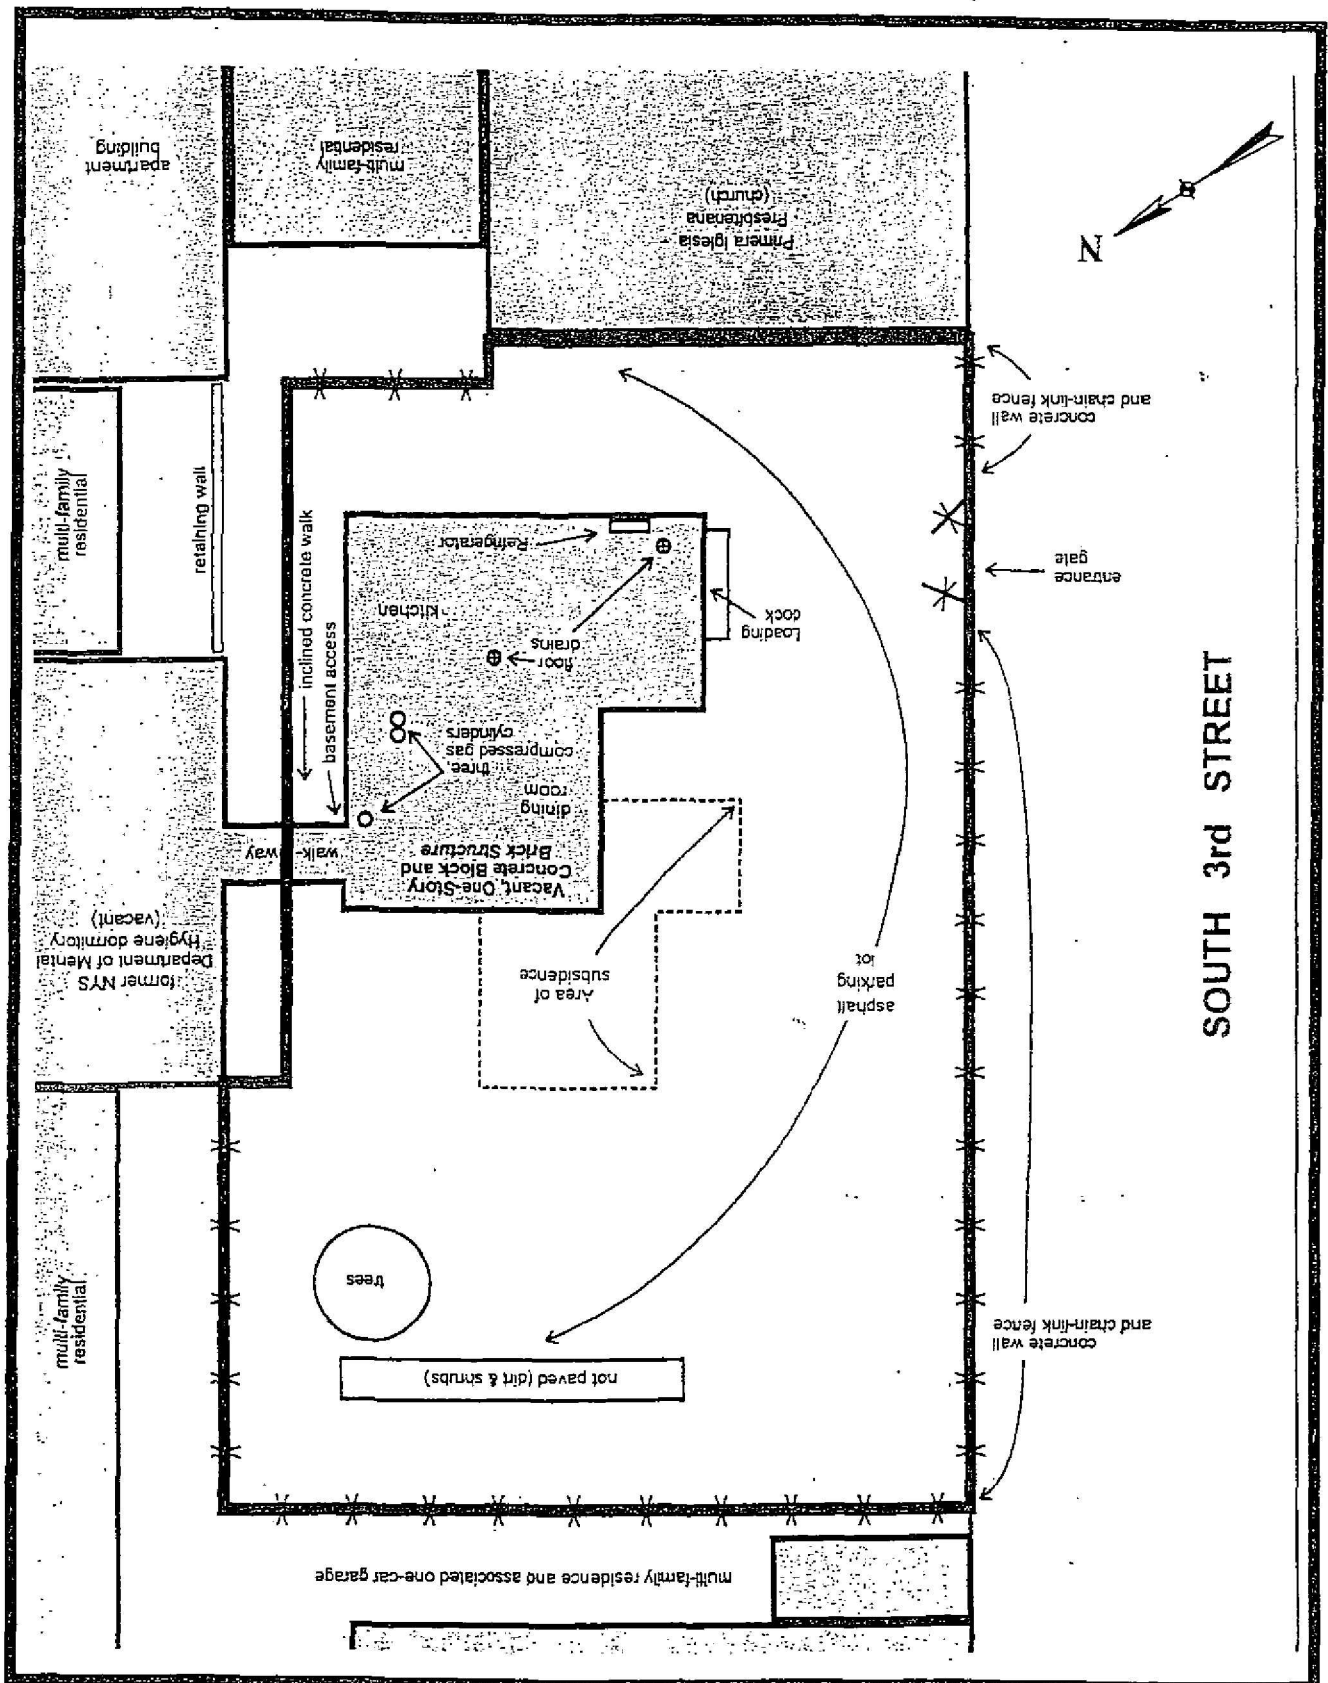 apartment
building
multi-family
residential
Primera Iglesia
Presbiteriana
(church)
N
concrete wall
and chain-link fence
multi-family
residential
retaining wall
inclined concrete walk
basement access
Refrigerator
kitchen
floor
drains
Loading
dock
entrance
gate
three,
compressed gas
cylinders
dining
room
walk-
way
Vacant, One-Story
Concrete Block and
Brick Structure
former NYS
Department of Mental
Hygiene dormitory
(vacant)
Area of
subsidence
asphalt
parking
lot
SOUTH 3rd STREET
multi-family
residential
trees
concrete wall
and chain-link fence
not paved (dirt & shrubs)
multi-family residence and associated one-car garage